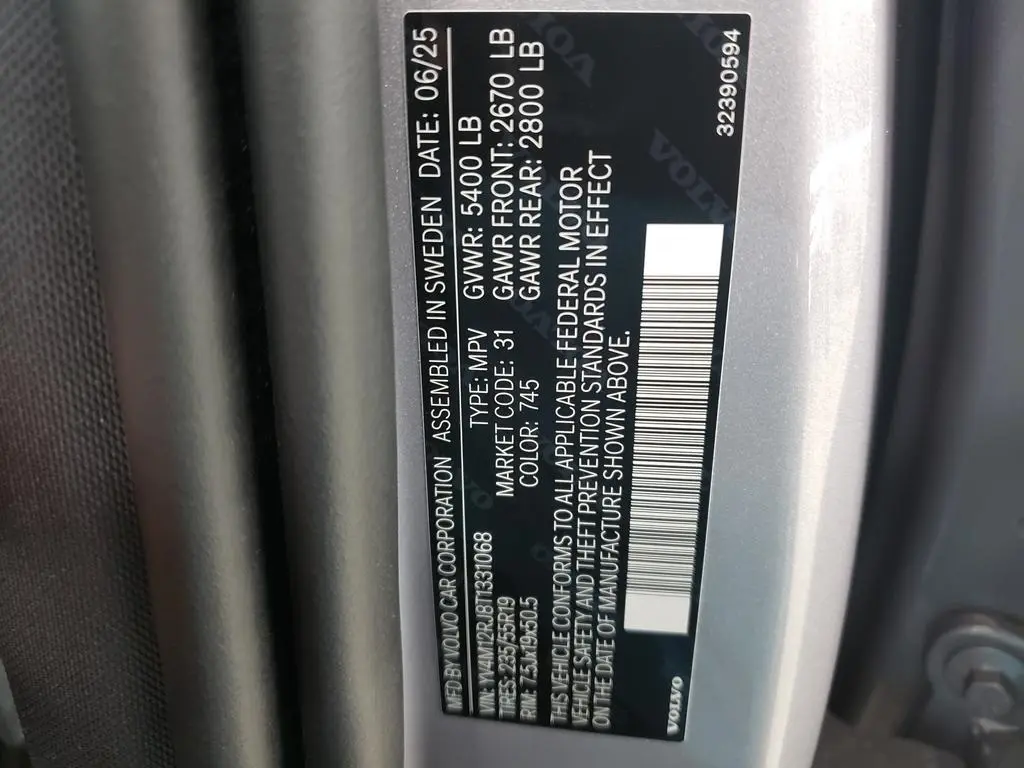 MFD BY VOLVO CAR CORPORATION ASSEMBLED IN SWEDEN DATE: 06/25
VIN: YV4M12RJ8T1331068 TYPE: MPV GVWR: 5400 LB
TIRES: 235/55R19 MARKET CODE: 31 GAWR FRONT: 2670 LB
RIM: 7.5Jx19x50.5 COLOR: 745 GAWR REAR: 2800 LB
THIS VEHICLE CONFORMS TO ALL APPLICABLE FEDERAL MOTOR
VEHICLE SAFETY AND THEFT PREVENTION STANDARDS IN EFFECT
ON THE DATE OF MANUFACTURE SHOWN ABOVE.
VOLVO
32390594